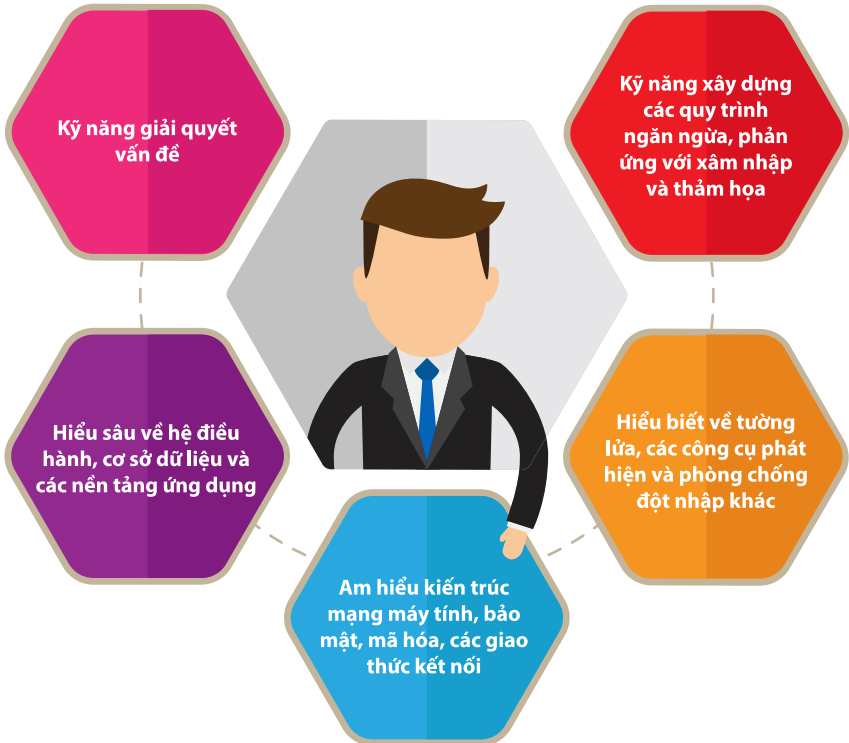 Kỹ năng giải quyết
vấn đề
Kỹ năng xây dựng
các quy trình
ngăn ngừa, phản
ứng với xâm nhập
và thảm họa
Hiểu sâu về hệ điều
hành, cơ sở dữ liệu và
các nền tảng ứng dụng
Hiểu biết về tường
lửa, các công cụ phát
hiện và phòng chống
đột nhập khác
Am hiểu kiến trúc
mạng máy tính, bảo
mật, mã hóa, các giao
thức kết nối